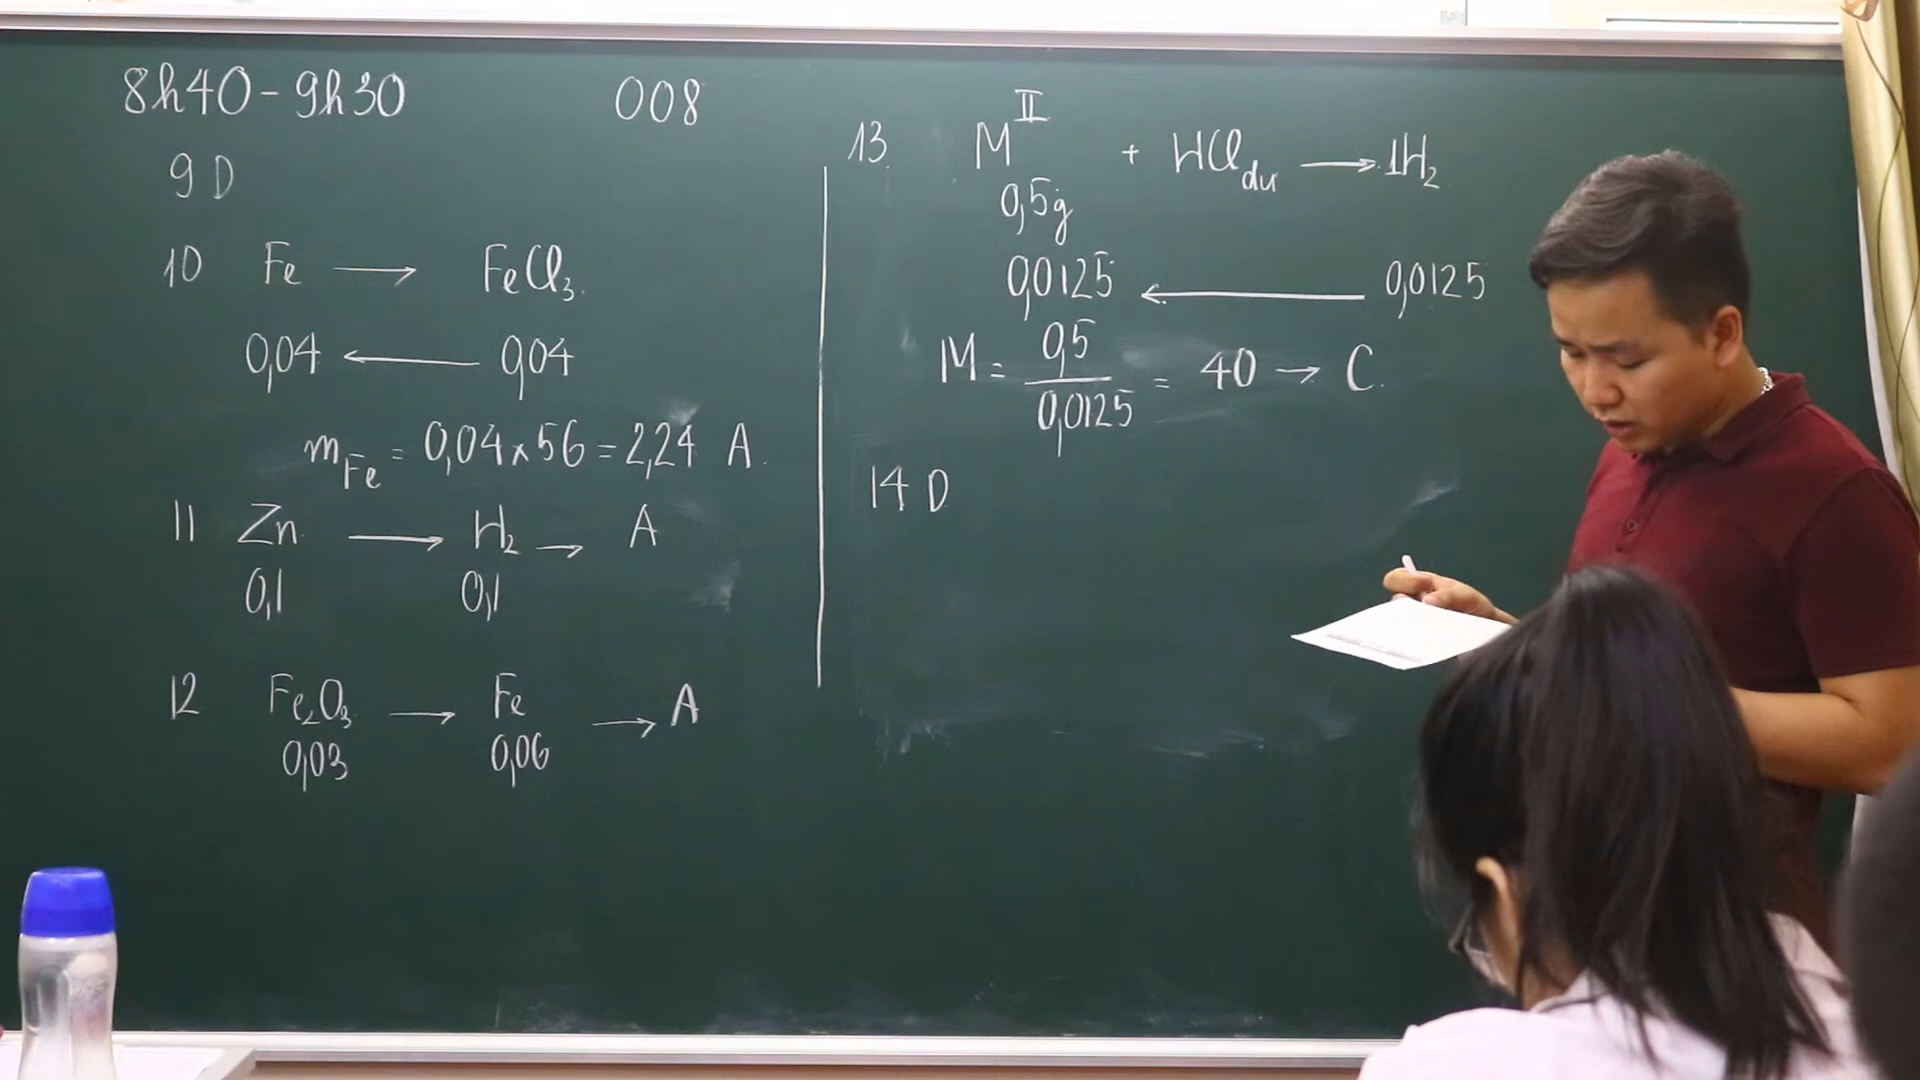 8h40 - 9h30 008
9 D
10 Fe ⟶ FeCl₃.
0,04 ⟵ 0,04
m_Fe = 0,04 × 56 = 2,24 A.
11 Zn ⟶ H₂ → A
0,1 0,1
12 Fe₂O₃ → Fe → A
0,03 0,06
13. M^II + HCl dư ⟶ 1H₂
0,5g
0,0125 ⟵ 0,0125
M = 0,5 / 0,0125 = 40 → C.
14 D